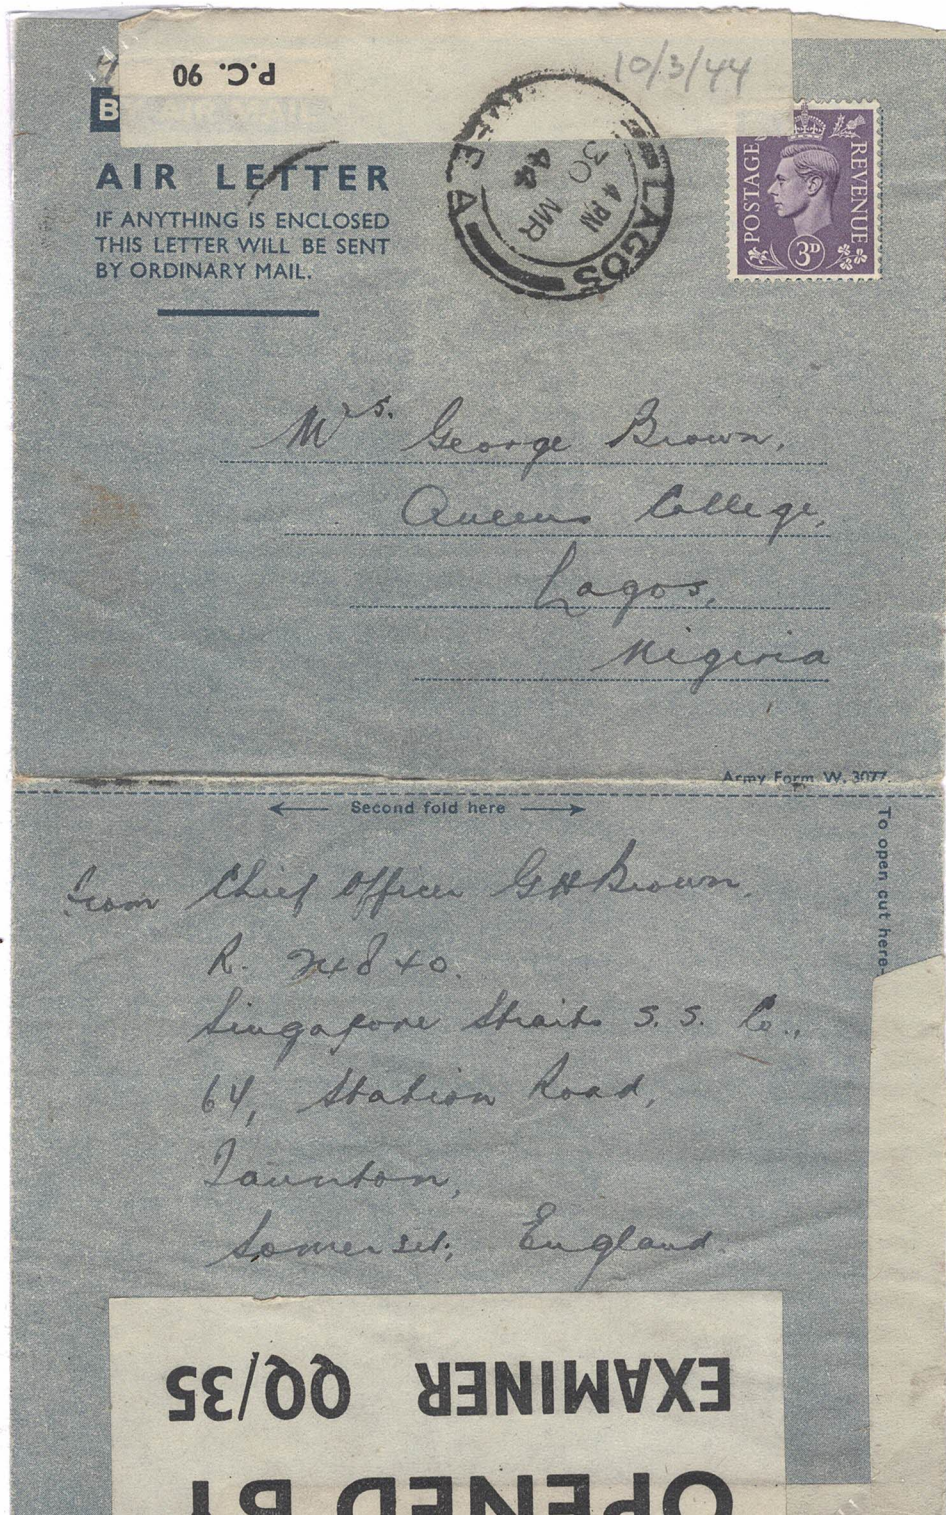 P.C. 90
10/3/44
B
AIR LETTER
IF ANYTHING IS ENCLOSED
THIS LETTER WILL BE SENT
BY ORDINARY MAIL.
LAGOS
4 PM
30 MR
44
POSTAGE REVENUE
3D
Mrs. George Brown,
Queens College,
Lagos,
Nigeria
Army Form W. 3077.
Second fold here
To open cut here
from Chief Officer G H Brown,
R. 24840.
Singapore Straits S. S. Co.,
64, Station Road,
Taunton,
Somerset, England.
OPENED BY
EXAMINER QQ/35